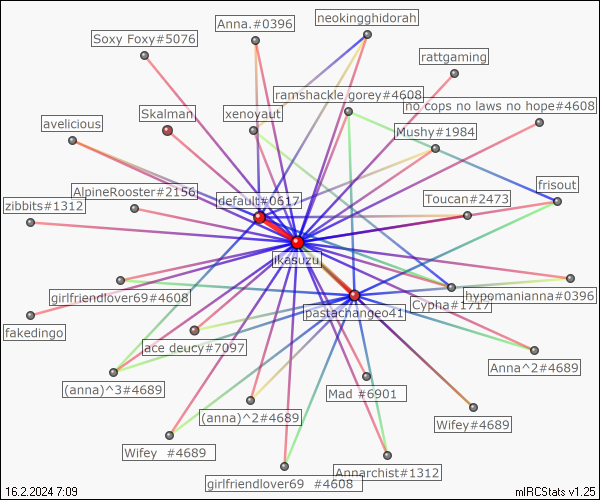 neokingghidorah
Anna.#0396
Soxy Foxy#5076
rattgaming
ramshackle gorey#4608
no cops no laws no hope#4608
Skalman
xenoyaut
avelicious
Mushy#1984
frisout
AlpineRooster#2156
default#0617
Toucan#2473
zibbits#1312
ikasuzu
girlfriendlover69#4608
hypomanianna#0396
Cypha#1717
pastachangeo41
fakedingo
ace deucy#7097
Anna^2#4689
(anna)^3#4689
Mad #6901
(anna)^2#4689
Wifey#4689
Wifey #4689
Annarchist#1312
girlfriendlover69 #4608
16.2.2024 7:09
mIRCStats v1.25